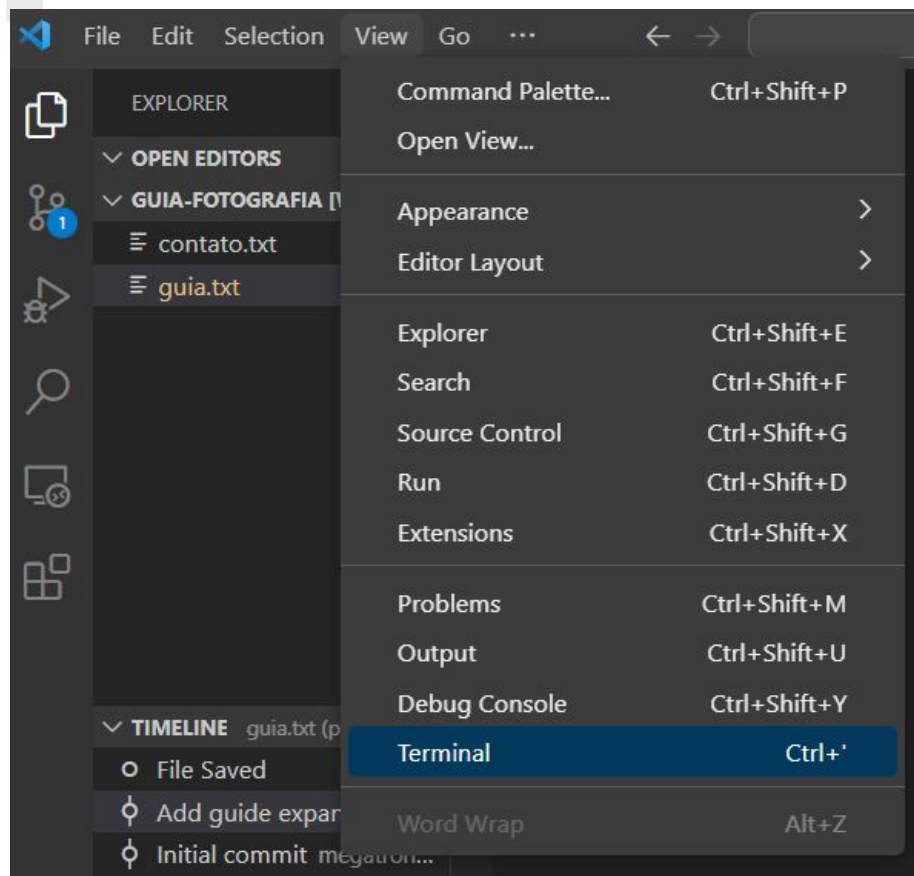 File Edit Selection View Go ...
EXPLORER
OPEN EDITORS
GUIA-FOTOGRAFIA
contato.txt
guia.txt
1
Command Palette... Ctrl+Shift+P
Open View...
Appearance
Editor Layout
Explorer Ctrl+Shift+E
Search Ctrl+Shift+F
Source Control Ctrl+Shift+G
Run Ctrl+Shift+D
Extensions Ctrl+Shift+X
Problems Ctrl+Shift+M
Output Ctrl+Shift+U
Debug Console Ctrl+Shift+Y
Terminal Ctrl+'
Word Wrap Alt+Z
TIMELINE guia.txt
File Saved
Add guide expan
Initial commit megatron...